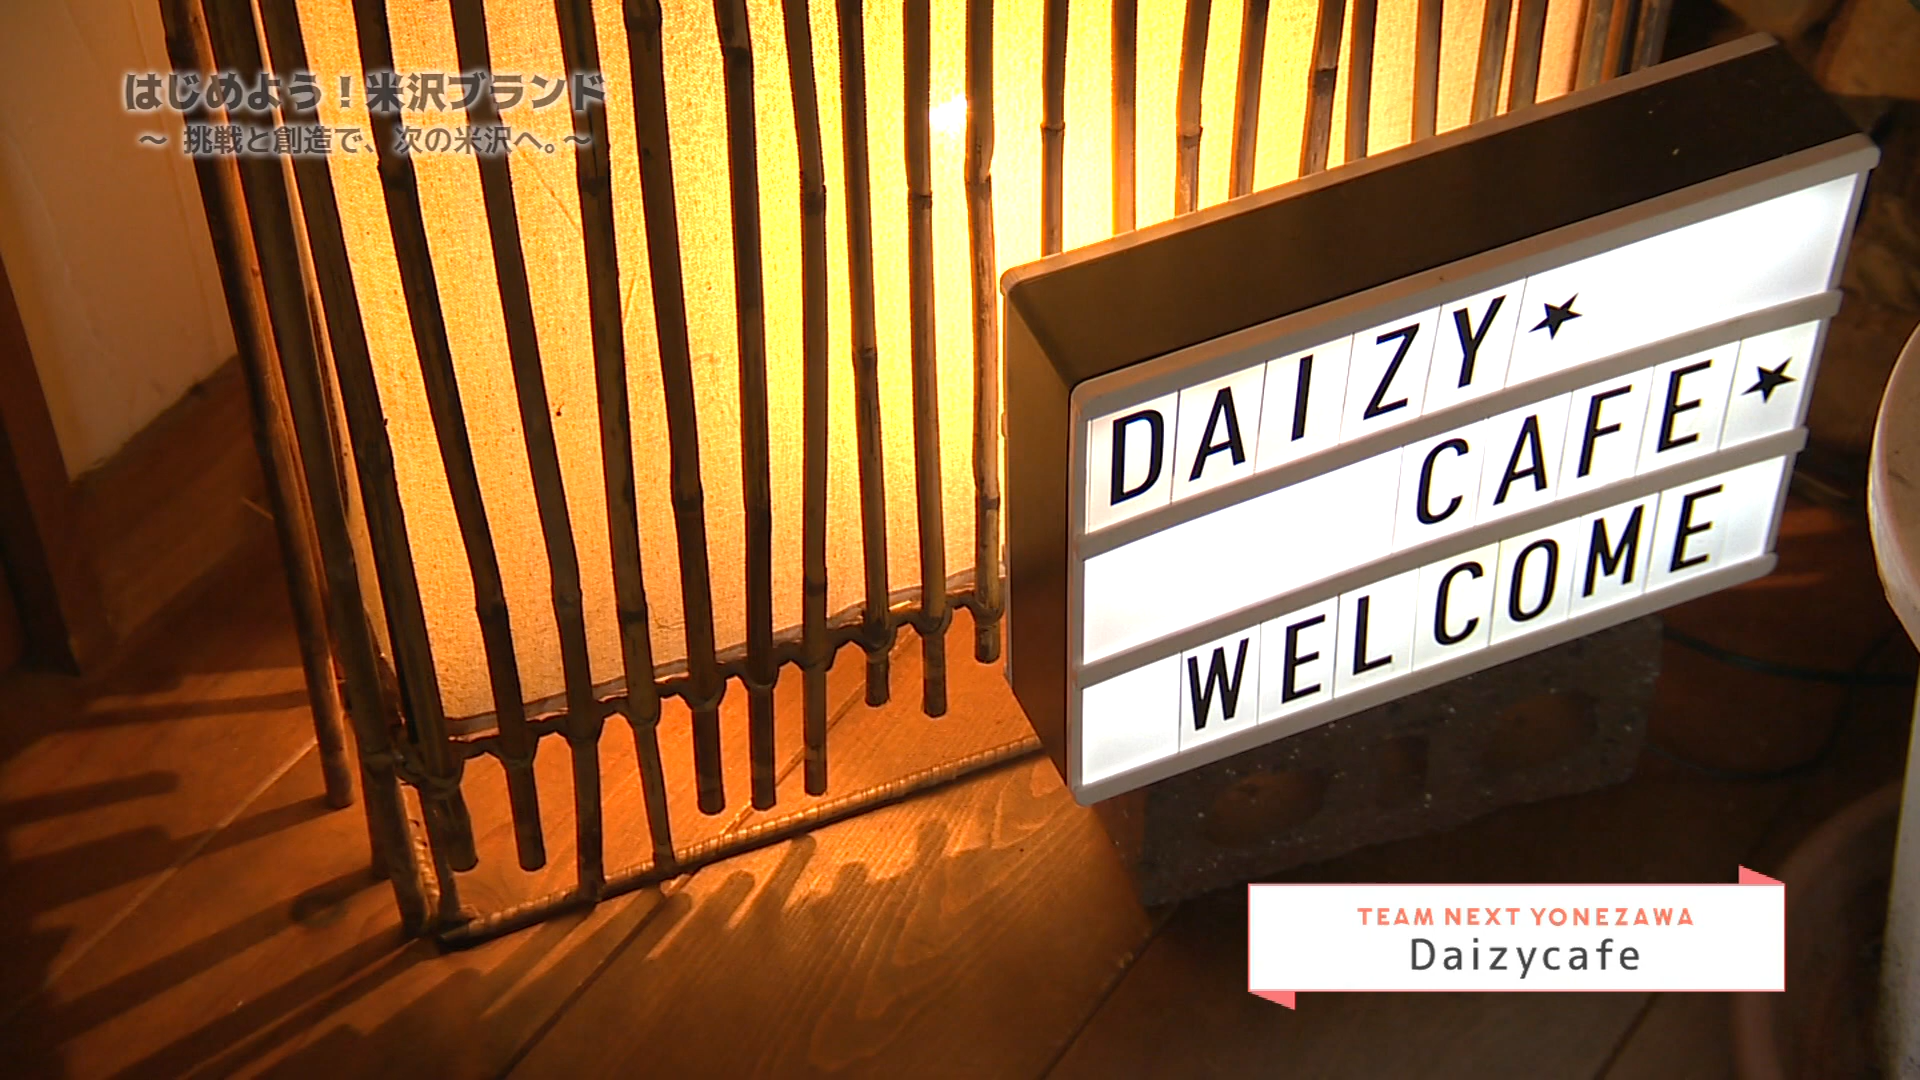 はじめよう！米沢ブランド
～ 挑戦と創造で、次の米沢へ。～
DAIZY★
CAFE★
WELCOME
TEAM NEXT YONEZAWA
Daizycafe